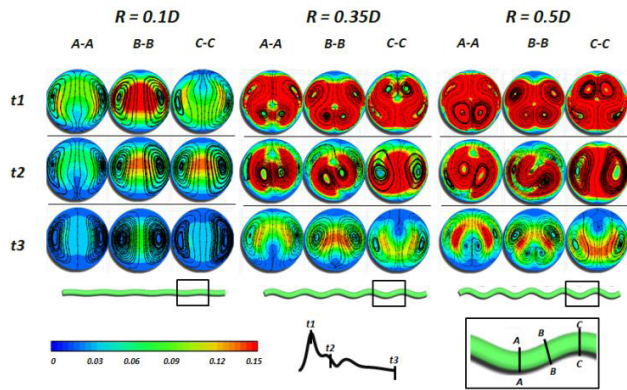 R = 0.1D R = 0.35D R = 0.5D
A-A B-B C-C A-A B-B C-C A-A B-B C-C
t1
t2
t3
0 0.03 0.06 0.09 0.12 0.15
t1
t2
t3
A B C
A B C